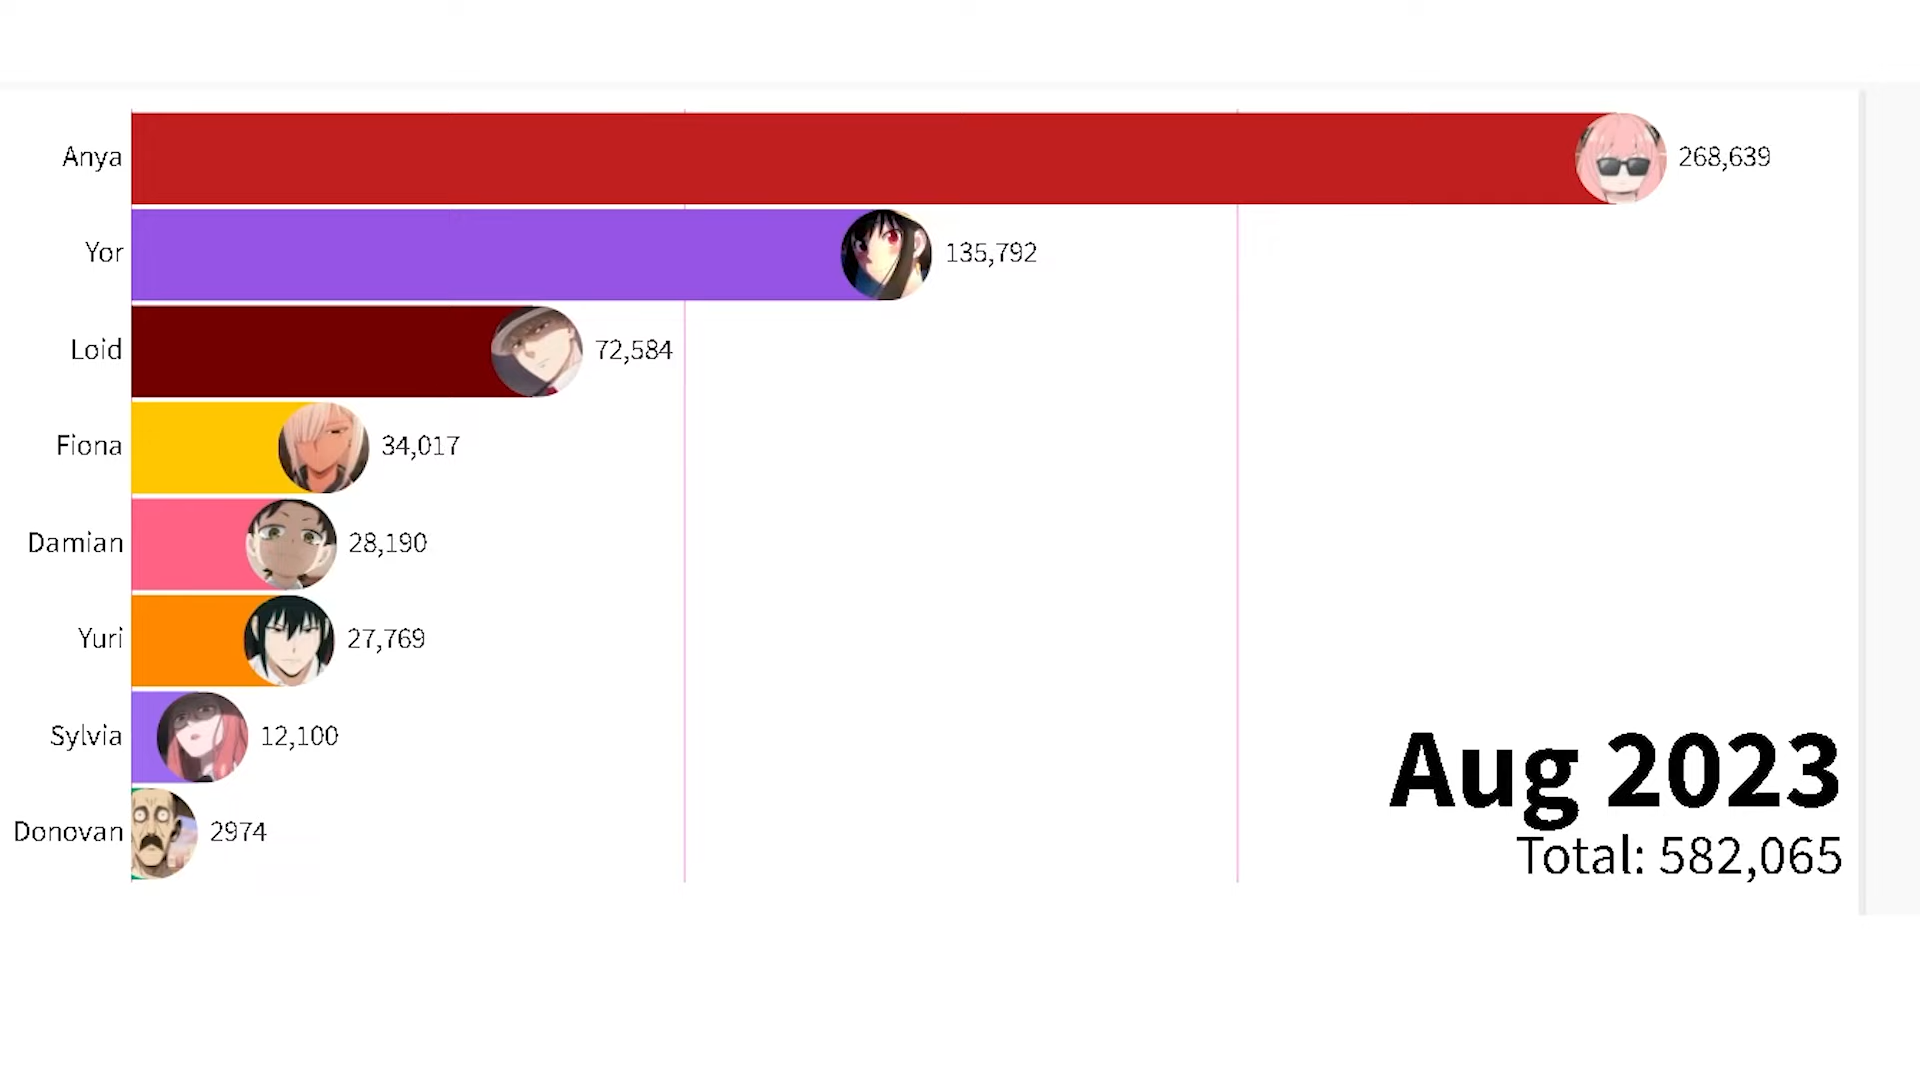 Anya 268,639
Yor 135,792
Loid 72,584
Fiona 34,017
Damian 28,190
Yuri 27,769
Sylvia 12,100
Donovan 2974
Aug 2023
Total: 582,065